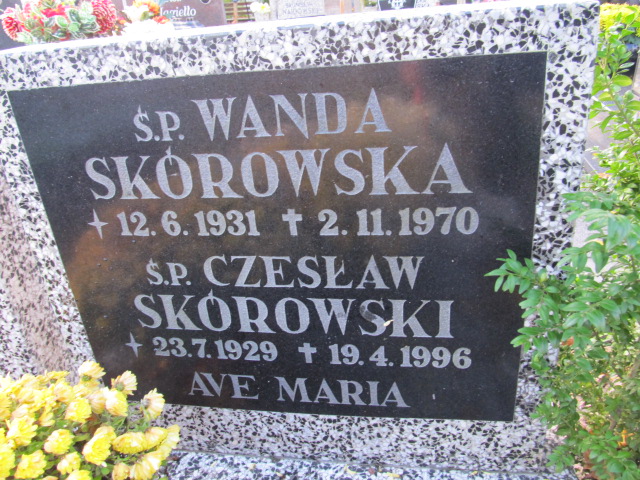 Ś.P. WANDA
SKÓROWSKA
12.6.1931 ✝ 2.11.1970
Ś.P. CZESŁAW
SKÓROWSKI
23.7.1929 ✝ 19.4.1996
AVE MARIA